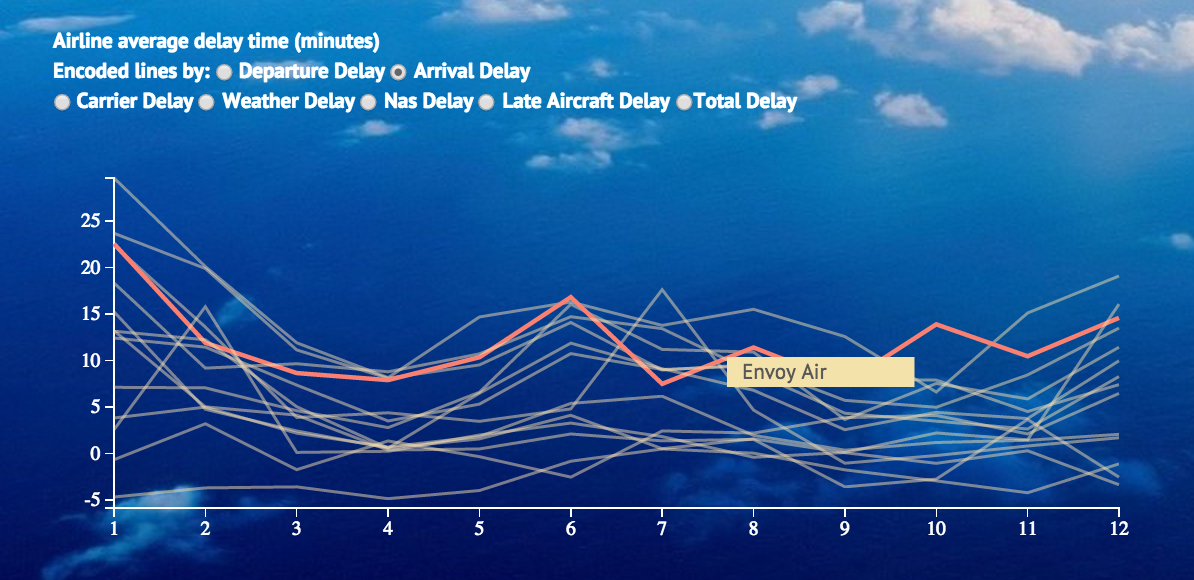 Airline average delay time (minutes)
Encoded lines by: Departure Delay Arrival Delay
Carrier Delay Weather Delay Nas Delay Late Aircraft Delay Total Delay
25
20
15
10
5
0
-5
Envoy Air
1 2 3 4 5 6 7 8 9 10 11 12